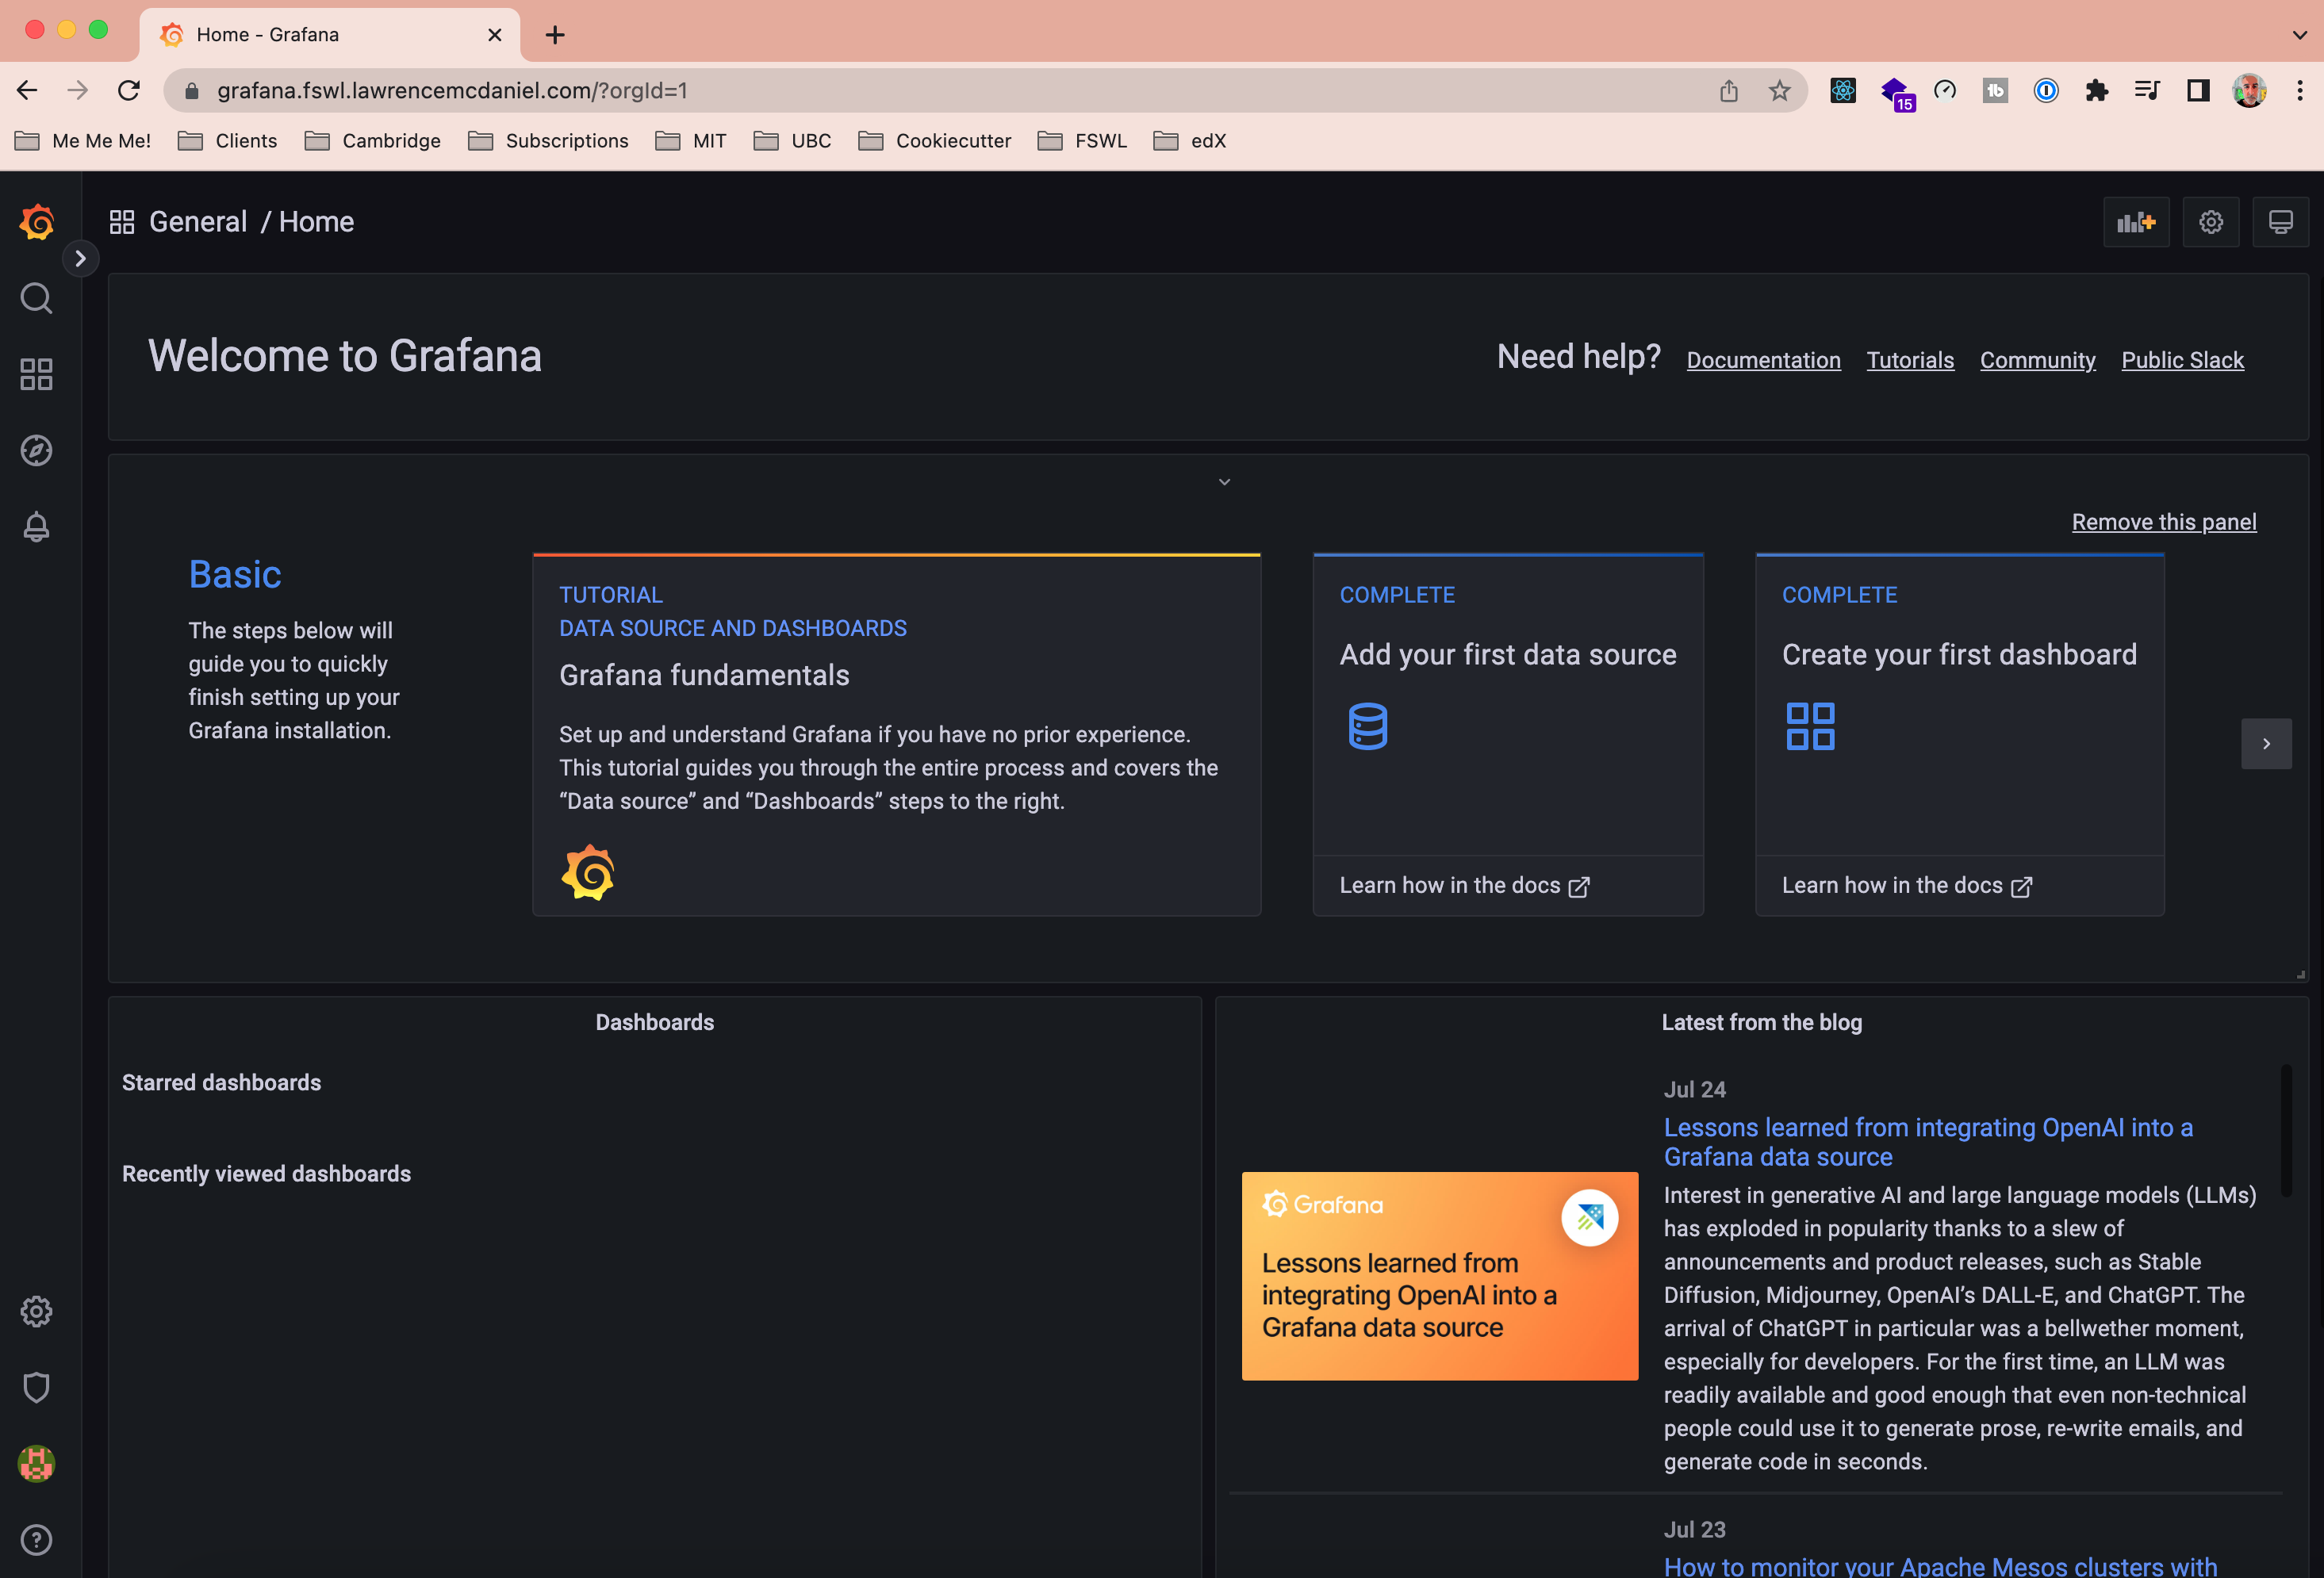 Home - Grafana
grafana.fswl.lawrencemcdaniel.com/?orgId=1
15
tb
Me Me Me!
Clients
Cambridge
Subscriptions
MIT
UBC
Cookiecutter
FSWL
edX
General / Home
Welcome to Grafana
Need help?
Documentation
Tutorials
Community
Public Slack
Remove this panel
Basic
The steps below will
guide you to quickly
finish setting up your
Grafana installation.
TUTORIAL
DATA SOURCE AND DASHBOARDS
Grafana fundamentals
Set up and understand Grafana if you have no prior experience.
This tutorial guides you through the entire process and covers the
“Data source” and “Dashboards” steps to the right.
COMPLETE
Add your first data source
Learn how in the docs
COMPLETE
Create your first dashboard
Learn how in the docs
Dashboards
Starred dashboards
Recently viewed dashboards
Latest from the blog
Grafana
Lessons learned from
integrating OpenAI into a
Grafana data source
Jul 24
Lessons learned from integrating OpenAI into a
Grafana data source
Interest in generative AI and large language models (LLMs)
has exploded in popularity thanks to a slew of
announcements and product releases, such as Stable
Diffusion, Midjourney, OpenAI’s DALL-E, and ChatGPT. The
arrival of ChatGPT in particular was a bellwether moment,
especially for developers. For the first time, an LLM was
readily available and good enough that even non-technical
people could use it to generate prose, re-write emails, and
generate code in seconds.
Jul 23
How to monitor your Apache Mesos clusters with